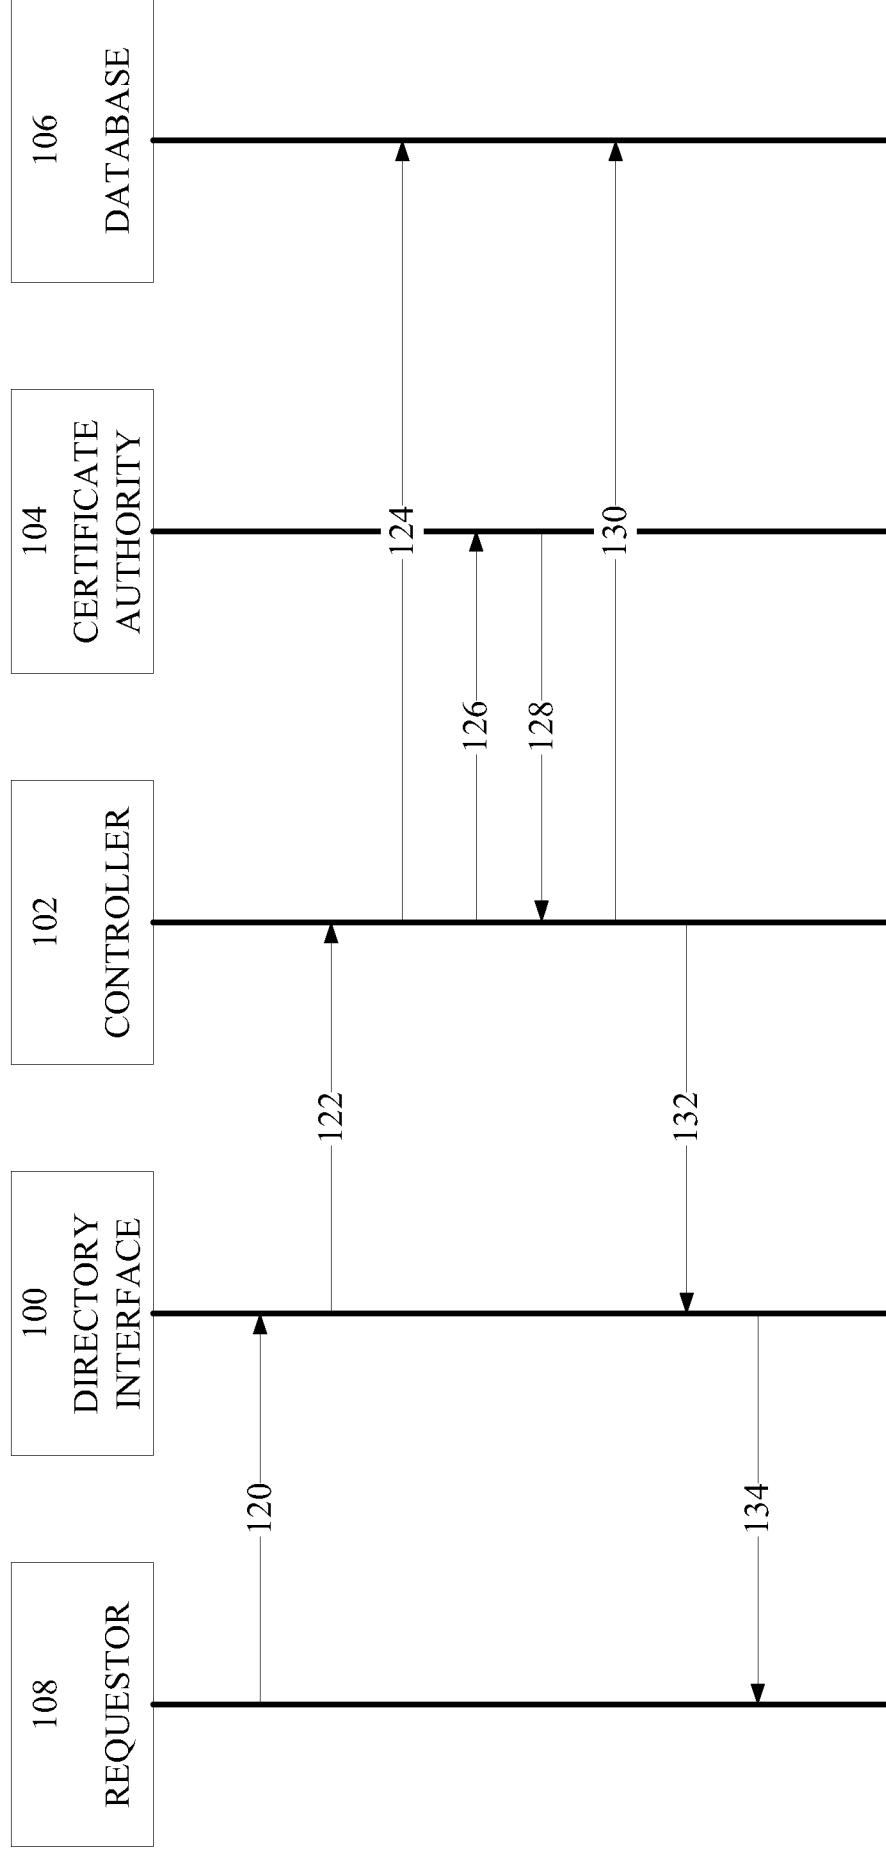 108
REQUESTOR
100
DIRECTORY
INTERFACE
102
CONTROLLER
104
CERTIFICATE
AUTHORITY
106
DATABASE
120
122
124
126
128
130
132
134